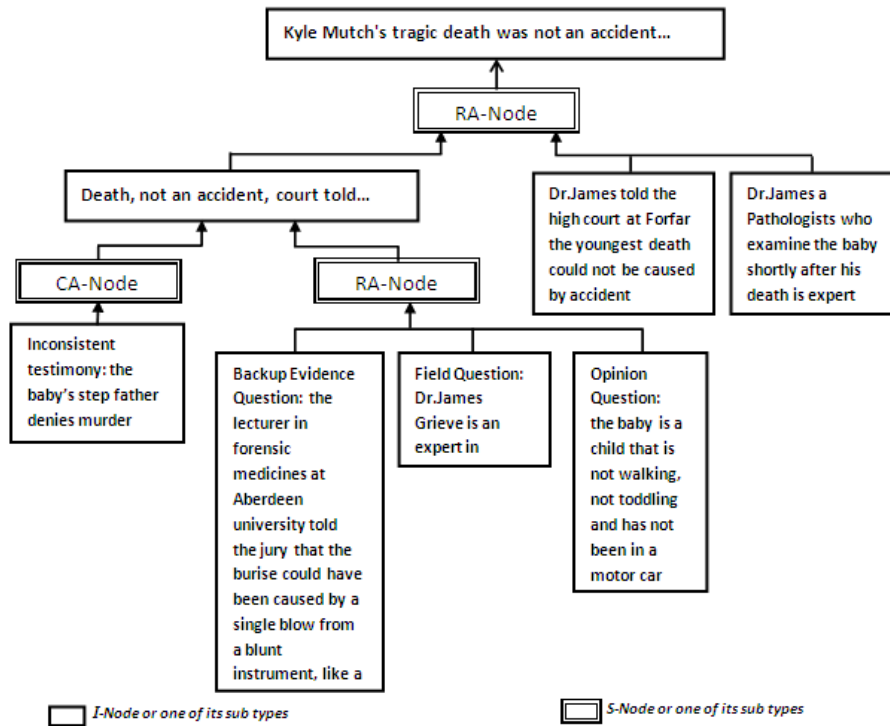 Kyle Mutch's tragic death was not an accident...
RA-Node
Death, not an accident, court told...
Dr.James told the
high court at Forfar
the youngest death
could not be caused
by accident
Dr.James a
Pathologists who
examine the baby
shortly after his
death is expert
CA-Node
RA-Node
Inconsistent
testimony: the
baby's step father
denies murder
Backup Evidence
Question: the
lecturer in
forensic
medicines at
Aberdeen
university told
the jury that the
burise could have
been caused by a
single blow from
a blunt
instrument, like a
Field Question:
Dr.James
Grieve is an
expert in
Opinion
Question:
the baby is a
child that is
not walking,
not toddling
and has not
been in a
motor car
I-Node or one of its sub types
S-Node or one of its sub types